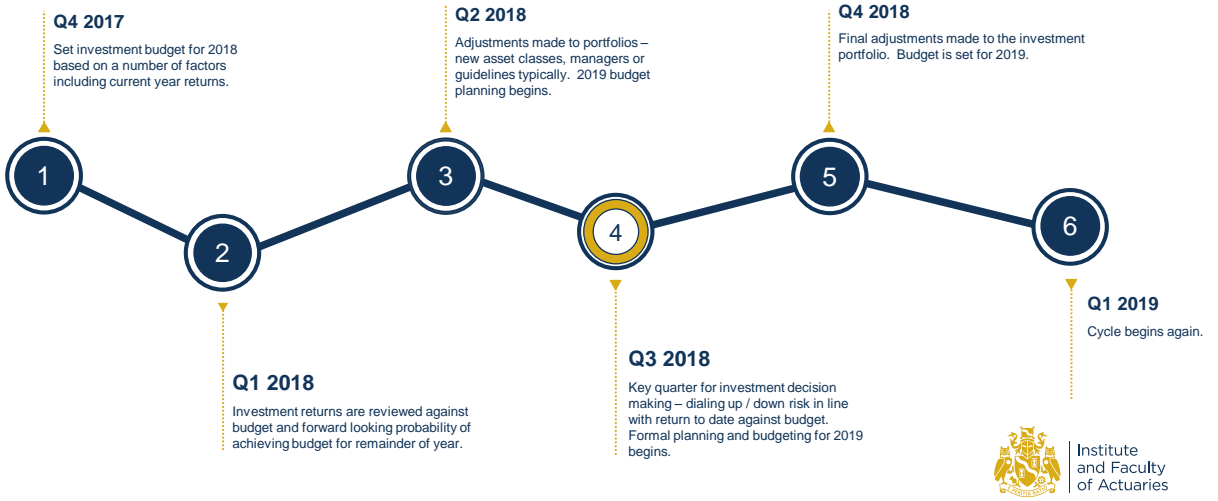 Q4 2017
Set investment budget for 2018
based on a number of factors
including current year returns.
Q2 2018
Adjustments made to portfolios –
new asset classes, managers or
guidelines typically.  2019 budget
planning begins.
Q4 2018
Final adjustments made to the investment
portfolio.  Budget is set for 2019.
1
2
3
4
5
6
Q1 2018
Investment returns are reviewed against
budget and forward looking probability of
achieving budget for remainder of year.
Q3 2018
Key quarter for investment decision
making – dialing up / down risk in line
with return to date against budget.
Formal planning and budgeting for 2019
begins.
Q1 2019
Cycle begins again.
Institute
and Faculty
of Actuaries